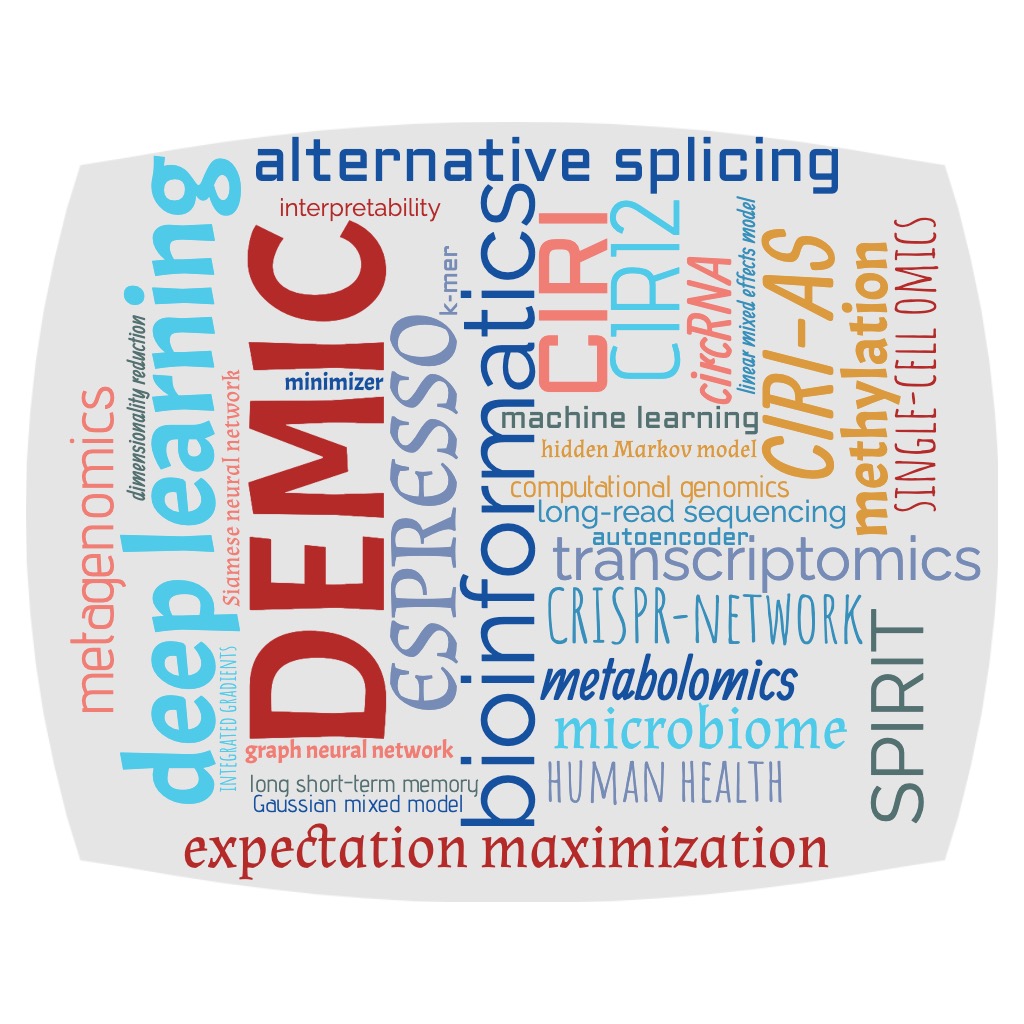 alternative splicing
interpretability
deep learning
DEMIC
k-mer
bioinformatics
CIRI
CIRI2
circRNA
linear mixed effects model
CIRI-AS
methylation
SINGLE-CELL OMICS
dimensionality reduction
Siamese neural network
minimizer
ESPRESSO
metagenomics
machine learning
hidden Markov model
computational genomics
long-read sequencing
autoencoder
transcriptomics
CRISPR-NETWORK
SPIRIT
metabolomics
microbiome
INTEGRATED GRADIENTS
graph neural network
HUMAN HEALTH
long short-term memory
Gaussian mixed model
expectation maximization